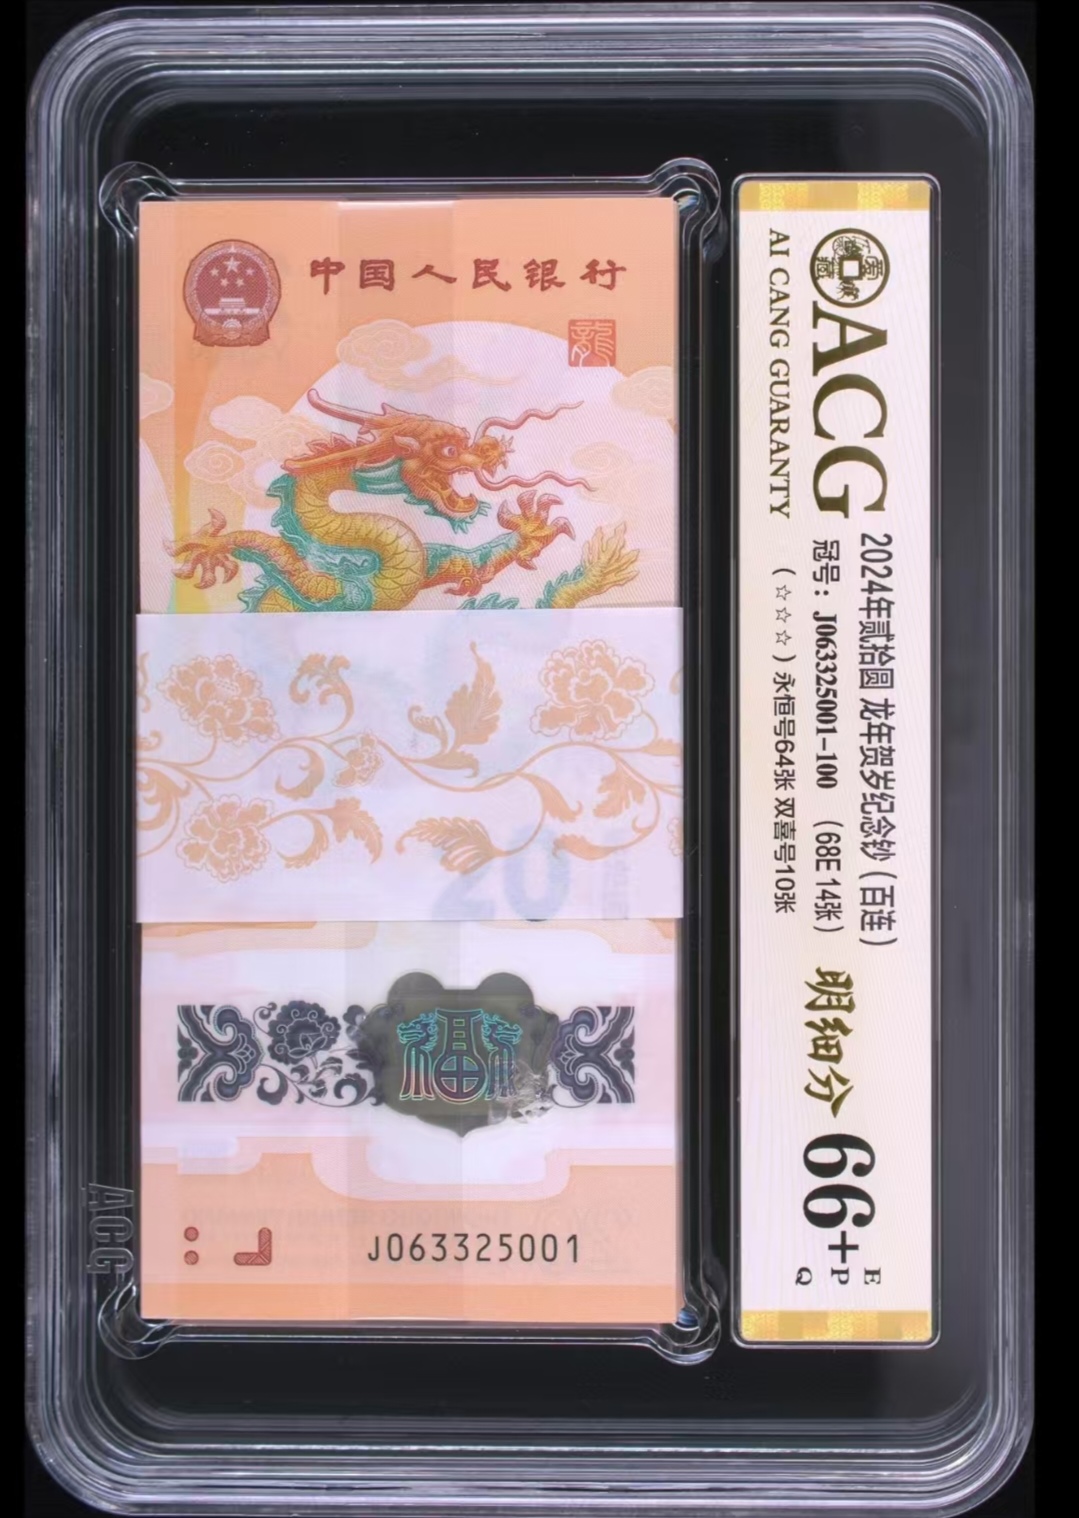 中国人民银行
龍
福
20
J063325001
ACG
AI CANG GUARANTY
2024年贰拾圆 龙年贺岁纪念钞（百连）
冠号：J063325001-100 （68E 14张）
（☆☆☆）永恒号64张 双喜号10张
明细分 66+
E
P
Q
ACG